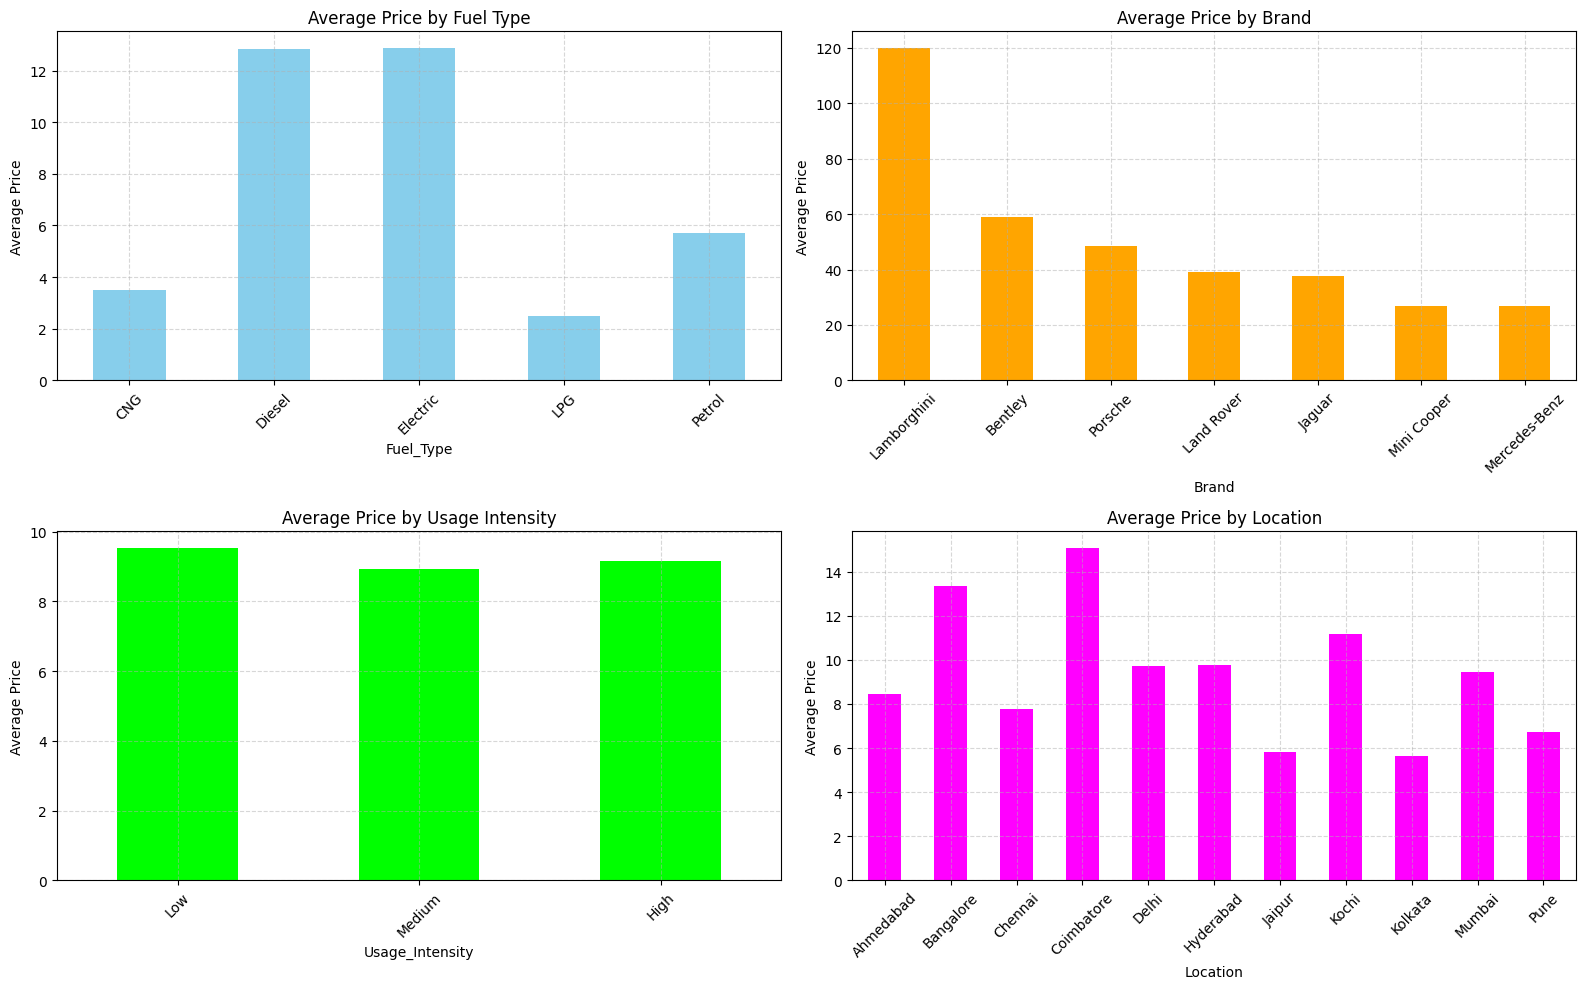 Average Price by Fuel Type
Average Price
12
10
8
6
4
2
0
CNG
Diesel
Electric
LPG
Petrol
Fuel_Type
Average Price by Brand
Average Price
120
100
80
60
40
20
0
Lamborghini
Bentley
Porsche
Land Rover
Jaguar
Mini Cooper
Mercedes-Benz
Brand
Average Price by Usage Intensity
Average Price
10
8
6
4
2
0
Low
Medium
High
Usage_Intensity
Average Price by Location
Average Price
14
12
10
8
6
4
2
0
Ahmedabad
Bangalore
Chennai
Coimbatore
Delhi
Hyderabad
Jaipur
Kochi
Kolkata
Mumbai
Pune
Location